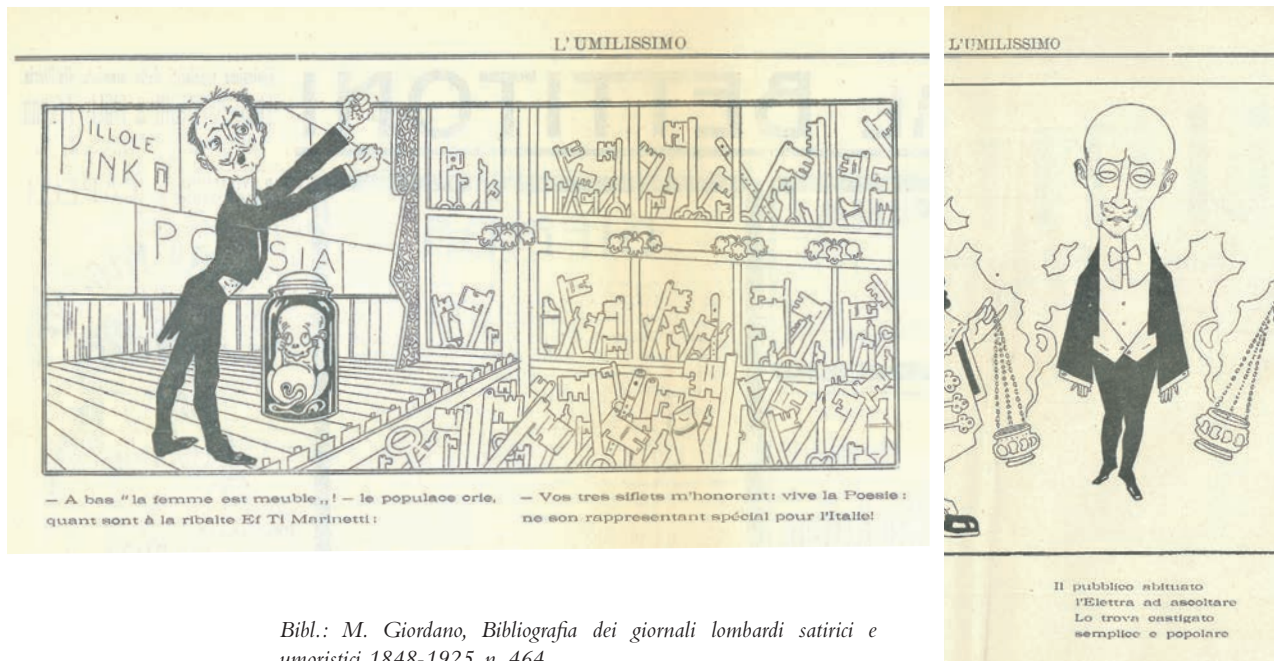 L'UMILISSIMO
PILLOLE
PINK
POESIA
— A bas "la femme est meuble„! — le populace crie,
quant sont à la ribalte Ef Ti Marinetti:
— Vos tres siflets m'honorent: vive la Poesie:
ne son rappresentant spécial pour l'Italie!
L'UMILISSIMO
Il pubblico abituato
l'Elettra ad ascoltare
Lo trova castigato
semplice e popolare
Bibl.: M. Giordano, Bibliografia dei giornali lombardi satirici e
umoristici 1848-1925, n. 464